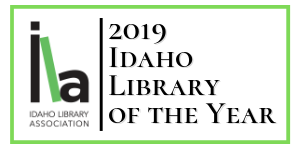 ila
IDAHO LIBRARY
ASSOCIATION
2019
IDAHO
LIBRARY
OF THE YEAR